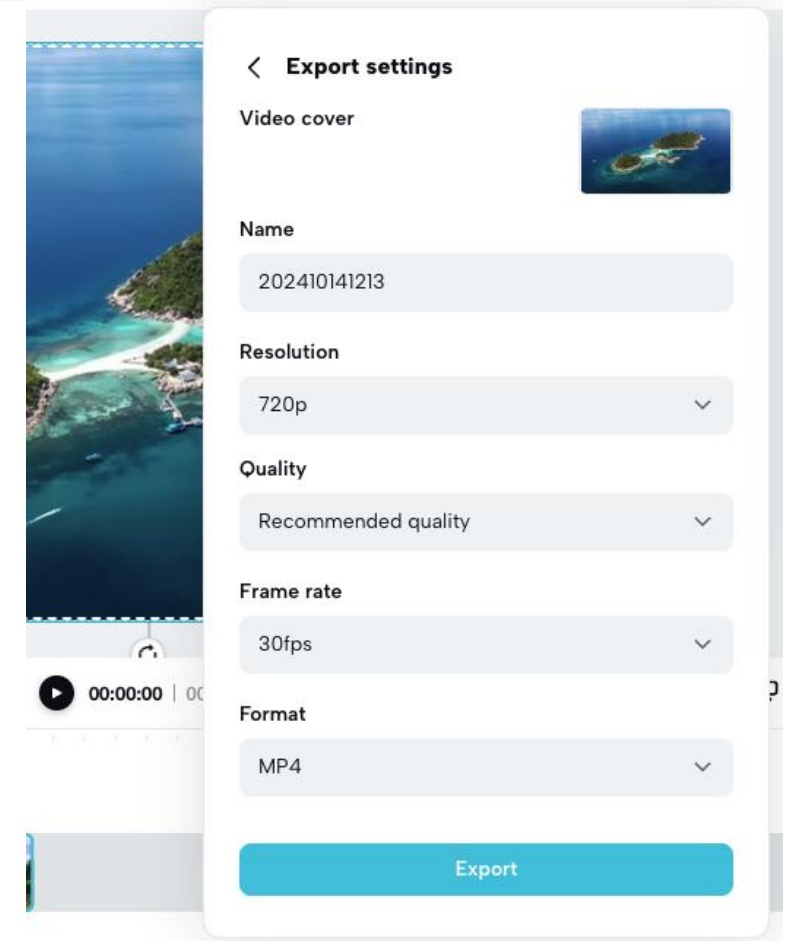 Export settings
Video cover
Name
202410141213
Resolution
720p
Quality
Recommended quality
Frame rate
30fps
00:00:00
Format
MP4
Export